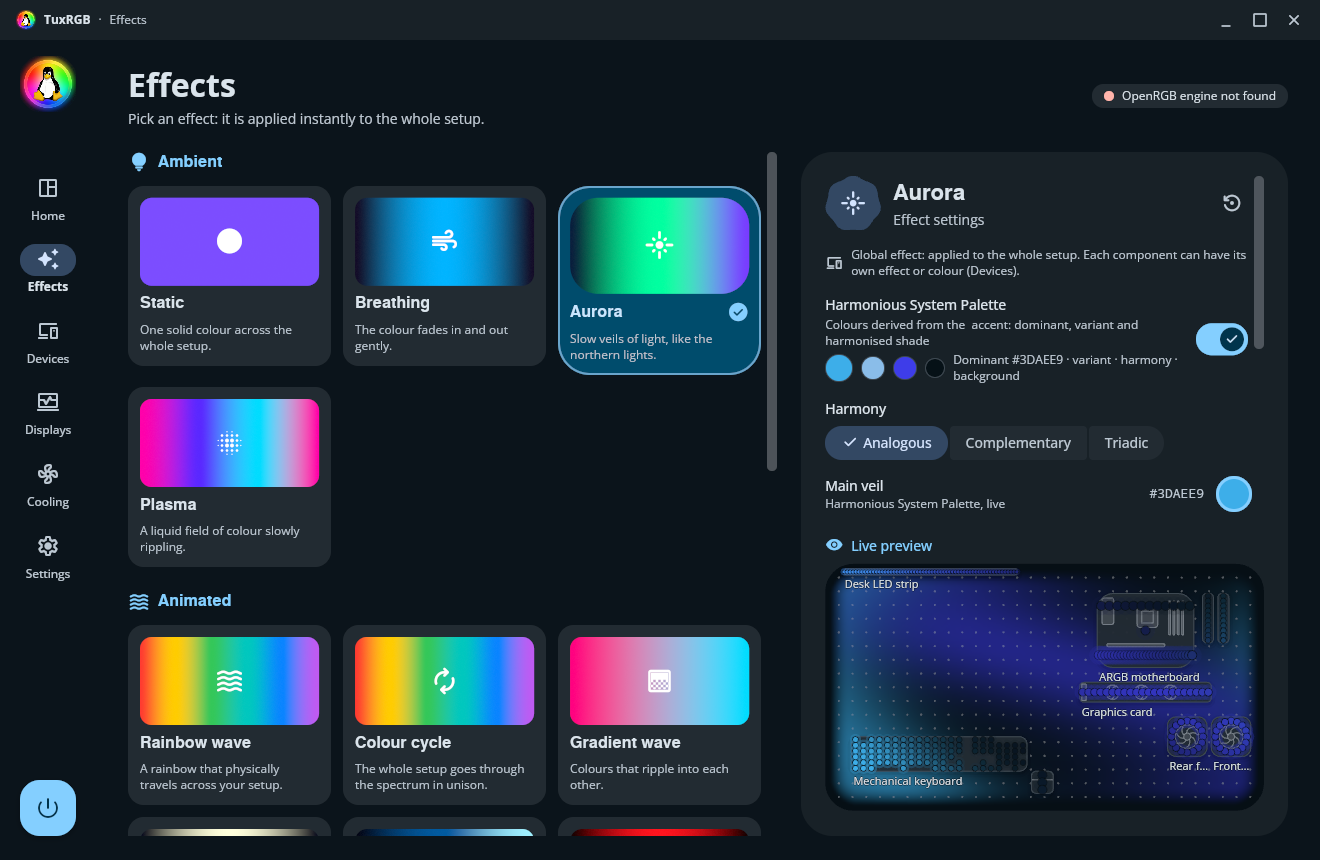 TuxRGB · Effects
Effects
Pick an effect: it is applied instantly to the whole setup.
OpenRGB engine not found
Home
Effects
Devices
Displays
Cooling
Settings
Ambient
Static
One solid colour across the
whole setup.
Breathing
The colour fades in and out
gently.
Aurora
Slow veils of light, like the
northern lights.
Plasma
A liquid field of colour slowly
rippling.
Animated
Rainbow wave
A rainbow that physically
travels across your setup.
Colour cycle
The whole setup goes through
the spectrum in unison.
Gradient wave
Colours that ripple into each
other.
Aurora
Effect settings
Global effect: applied to the whole setup. Each component can have its
own effect or colour (Devices).
Harmonious System Palette
Colours derived from the  accent: dominant, variant and
harmonised shade
Dominant #3DAEE9 · variant · harmony ·
background
Harmony
Analogous
Complementary
Triadic
Main veil
Harmonious System Palette, live
#3DAEE9
Live preview
Desk LED strip
ARGB motherboard
Graphics card
Rear f... Front...
Mechanical keyboard